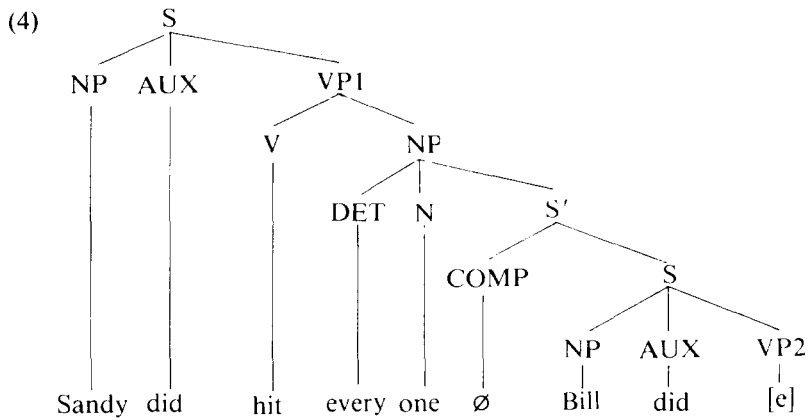 (4) S
NP AUX VP1
V NP
DET N S′
COMP S
NP AUX VP2
Sandy did hit every one ∅ Bill did [e]